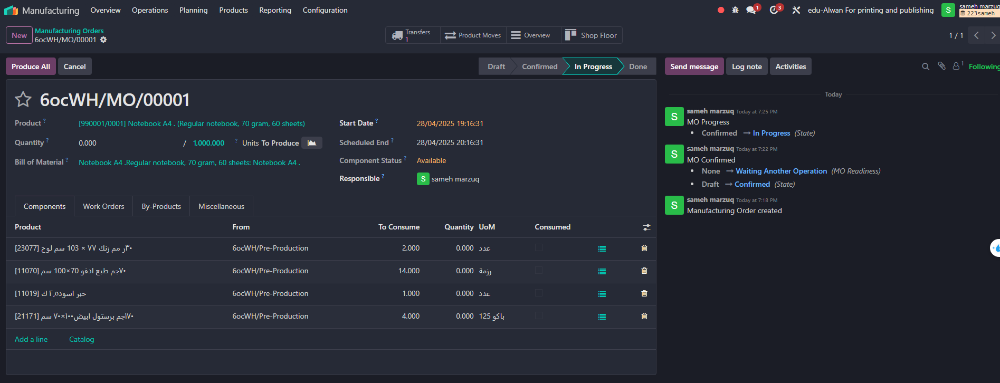 Manufacturing Overview Operations Planning Products Reporting Configuration 1 3 edu-Alwan For printing and publishing S sameh marzuq
223sameh
New Manufacturing Orders
6ocWH/MO/00001
Transfers
1
Product Moves Overview Shop Floor 1 / 1
Produce All Cancel Draft Confirmed In Progress Done Send message Log note Activities 1 Following
6ocWH/MO/00001
Product ? [990001/0001] Notebook A4 . (Regular notebook, 70 gram, 60 sheets)
Quantity ? 0.000 / 1,000.000 ? Units To Produce
Bill of Material ? Notebook A4 .Regular notebook, 70 gram, 60 sheets: Notebook A4 .
Start Date ? 28/04/2025 19:16:31
Scheduled End ? 28/04/2025 20:16:31
Component Status ? Available
Responsible ? S sameh marzuq
Components Work Orders By-Products Miscellaneous
Product From To Consume Quantity UoM Consumed
[23077] ٣٠ر مم زنك ٧٧ × 103 سم لوح 6ocWH/Pre-Production 2.000 0.000 عدد
[11070] ٧٠جم طبع ادفو 70×100 سم 6ocWH/Pre-Production 14.000 0.000 رزمة
[11019] حبر اسود٢,٥ ك 6ocWH/Pre-Production 1.000 0.000 عدد
[21171] ١٧٠جم برستول ابيض١٠٠×٧٠ سم 6ocWH/Pre-Production 4.000 0.000 باكو 125
Add a line Catalog
Today
S sameh marzuq Today at 7:25 PM
MO Progress
• Confirmed → In Progress (State)
S sameh marzuq Today at 7:22 PM
MO Confirmed
• None → Waiting Another Operation (MO Readiness)
• Draft → Confirmed (State)
S sameh marzuq Today at 7:18 PM
Manufacturing Order created